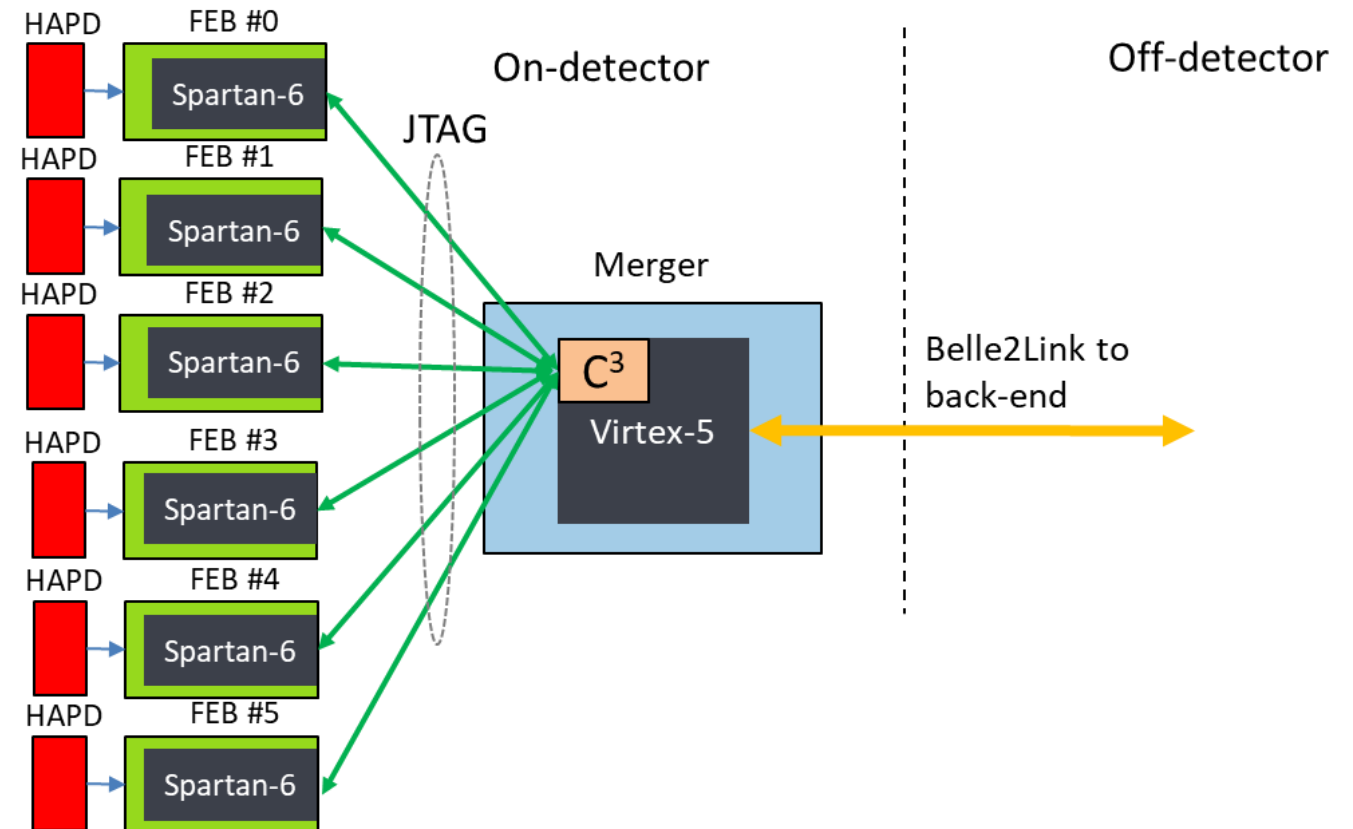 HAPD
FEB #0
Spartan-6
On-detector
Off-detector
JTAG
HAPD
FEB #1
Spartan-6
HAPD
FEB #2
Spartan-6
Merger
C³
Virtex-5
Belle2Link to
back-end
HAPD
FEB #3
Spartan-6
HAPD
FEB #4
Spartan-6
HAPD
FEB #5
Spartan-6